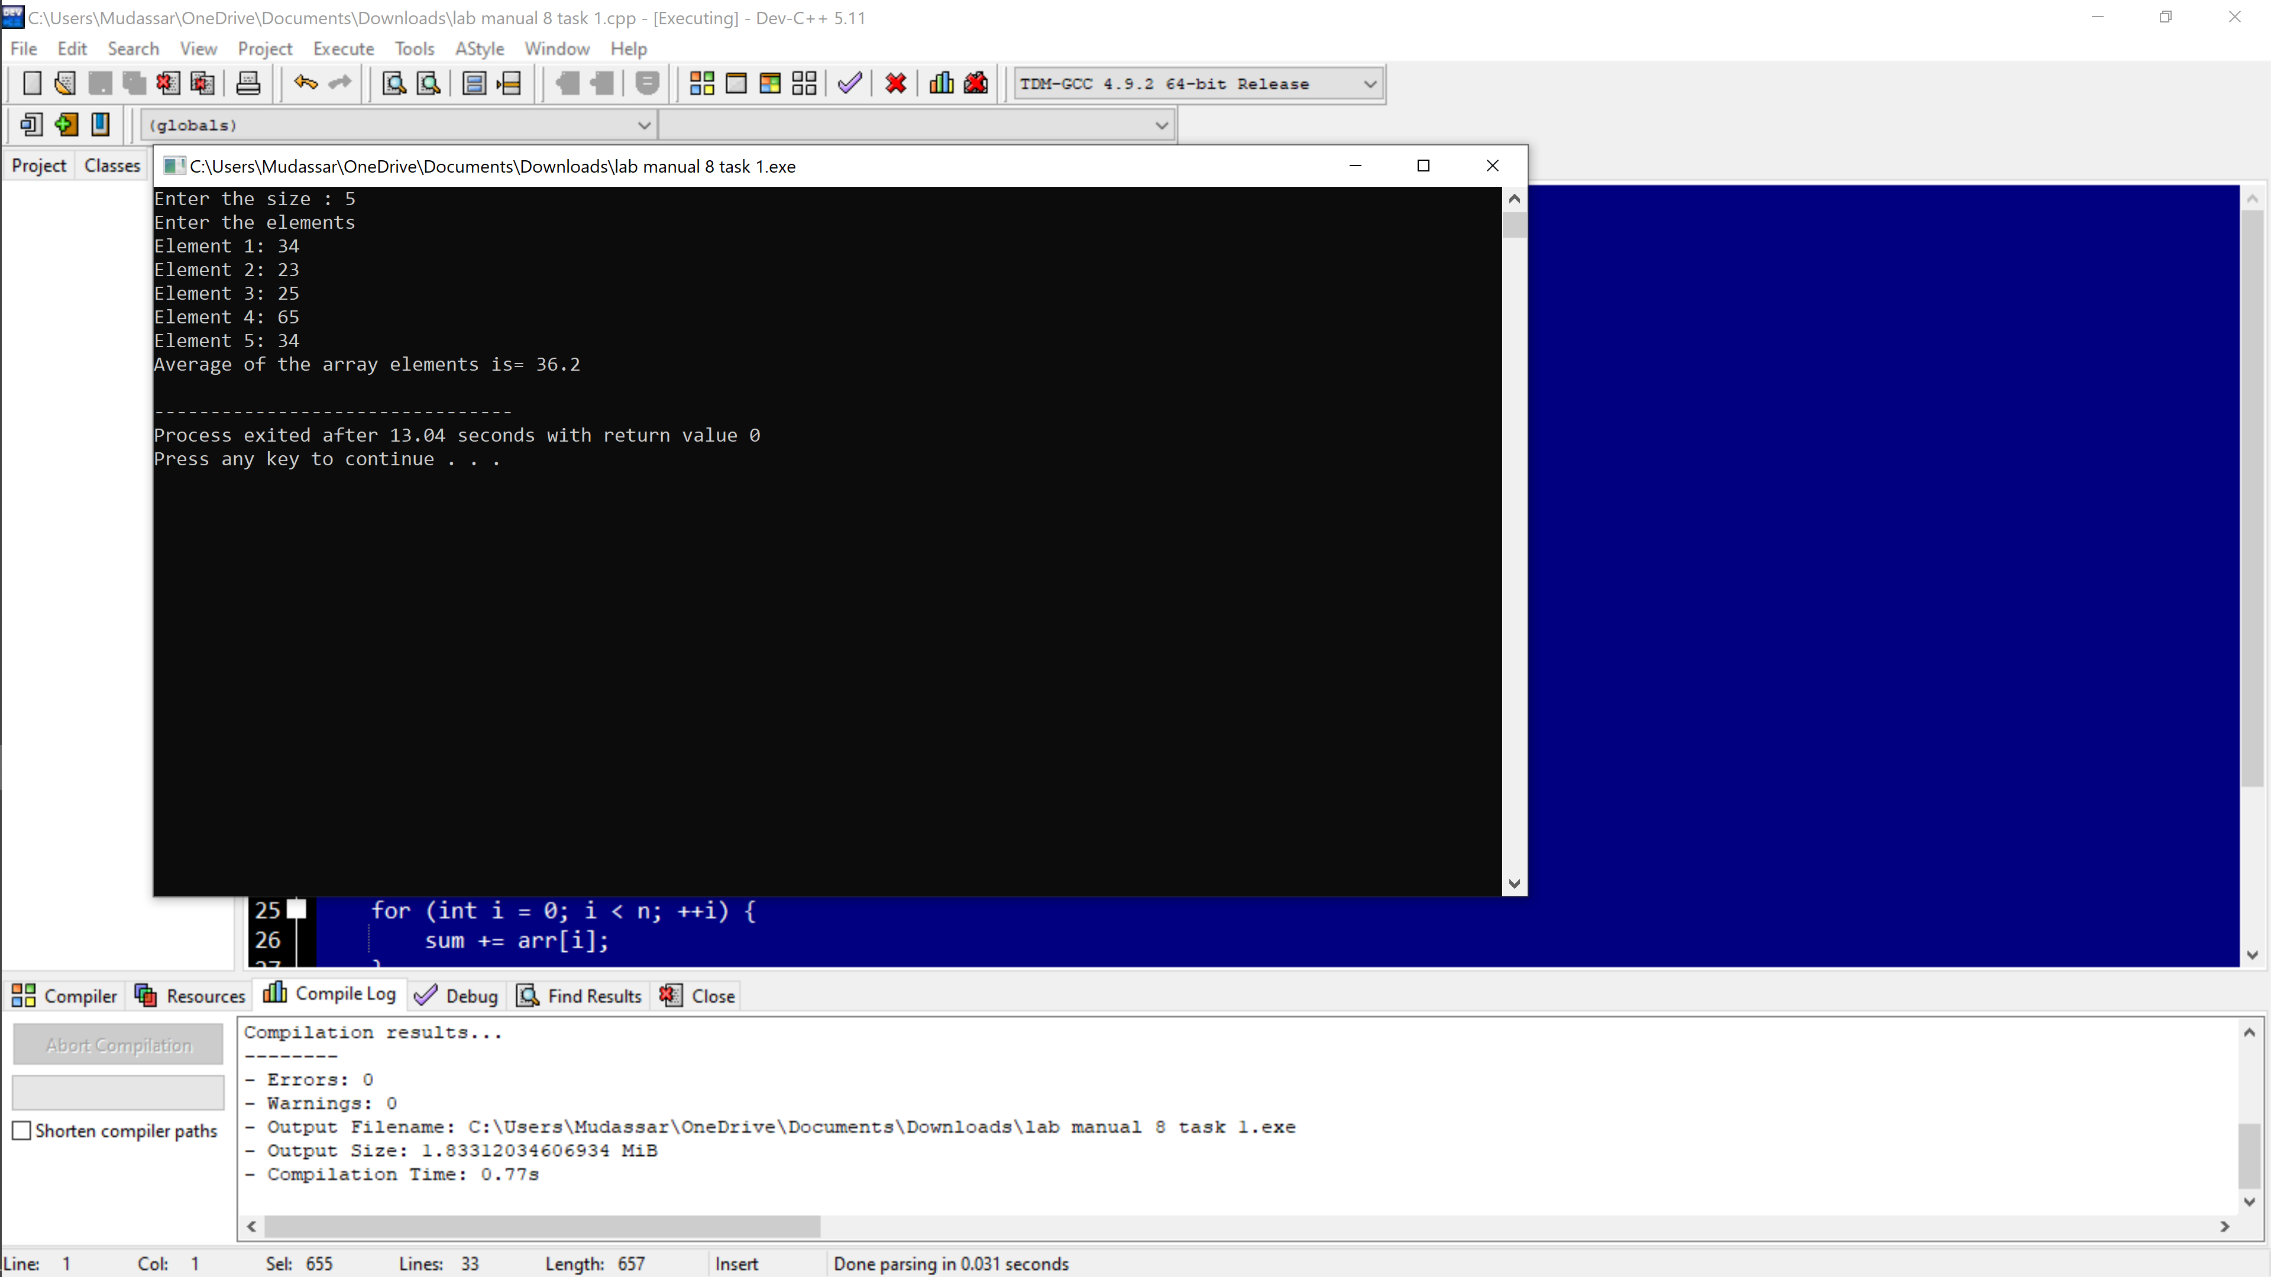 C:\Users\Mudassar\OneDrive\Documents\Downloads\lab manual 8 task 1.cpp - [Executing] - Dev-C++ 5.11
File Edit Search View Project Execute Tools AStyle Window Help
TDM-GCC 4.9.2 64-bit Release
(globals)
Project Classes
C:\Users\Mudassar\OneDrive\Documents\Downloads\lab manual 8 task 1.exe
Enter the size : 5
Enter the elements
Element 1: 34
Element 2: 23
Element 3: 25
Element 4: 65
Element 5: 34
Average of the array elements is= 36.2
--------------------------------
Process exited after 13.04 seconds with return value 0
Press any key to continue . . .
25 for (int i = 0; i < n; ++i) {
26 sum += arr[i];
27 }
Compiler Resources Compile Log Debug Find Results Close
Abort Compilation
Shorten compiler paths
Compilation results...
--------
- Errors: 0
- Warnings: 0
- Output Filename: C:\Users\Mudassar\OneDrive\Documents\Downloads\lab manual 8 task 1.exe
- Output Size: 1.83312034606934 MiB
- Compilation Time: 0.77s
Line: 1 Col: 1 Sel: 655 Lines: 33 Length: 657 Insert Done parsing in 0.031 seconds